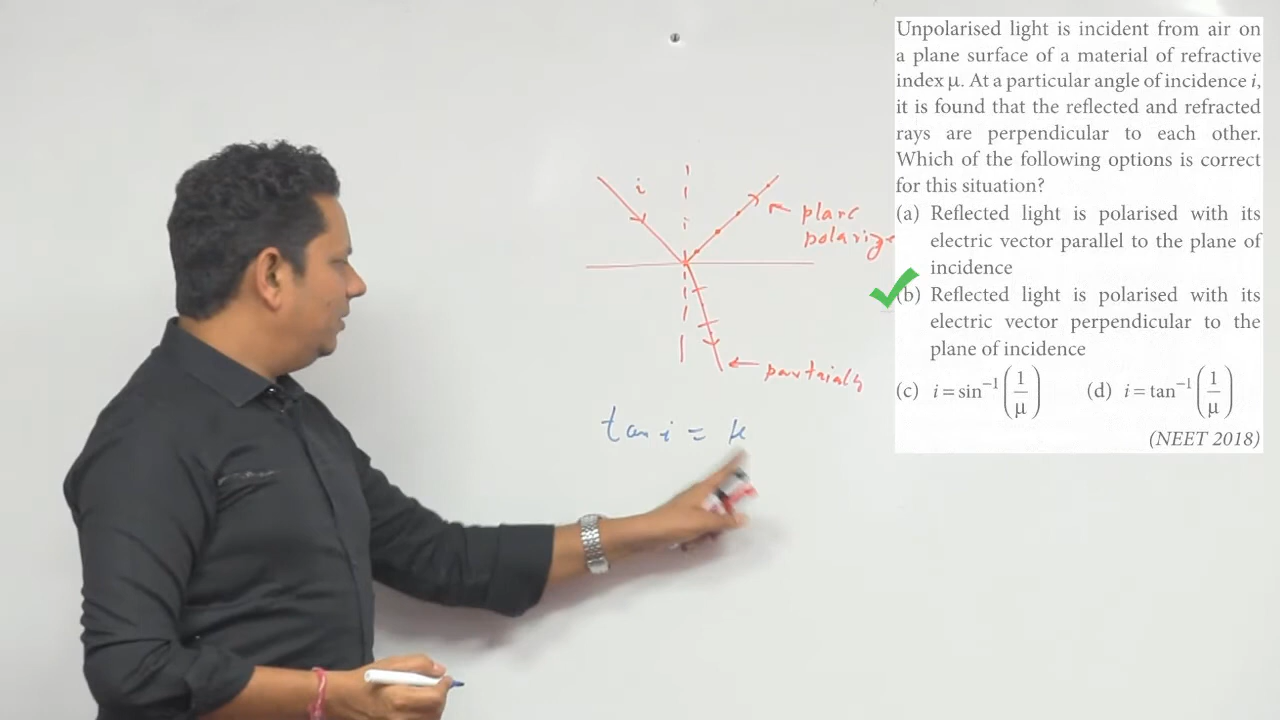 Unpolarised light is incident from air on
a plane surface of a material of refractive
index μ. At a particular angle of incidence i,
it is found that the reflected and refracted
rays are perpendicular to each other.
Which of the following options is correct
for this situation?
(a) Reflected light is polarised with its
electric vector parallel to the plane of
incidence
(b) Reflected light is polarised with its
electric vector perpendicular to the
plane of incidence
(c) i = sin⁻¹(1/μ) (d) i = tan⁻¹(1/μ)
(NEET 2018)
i
i
plane
polarize
partially
tan i = μ